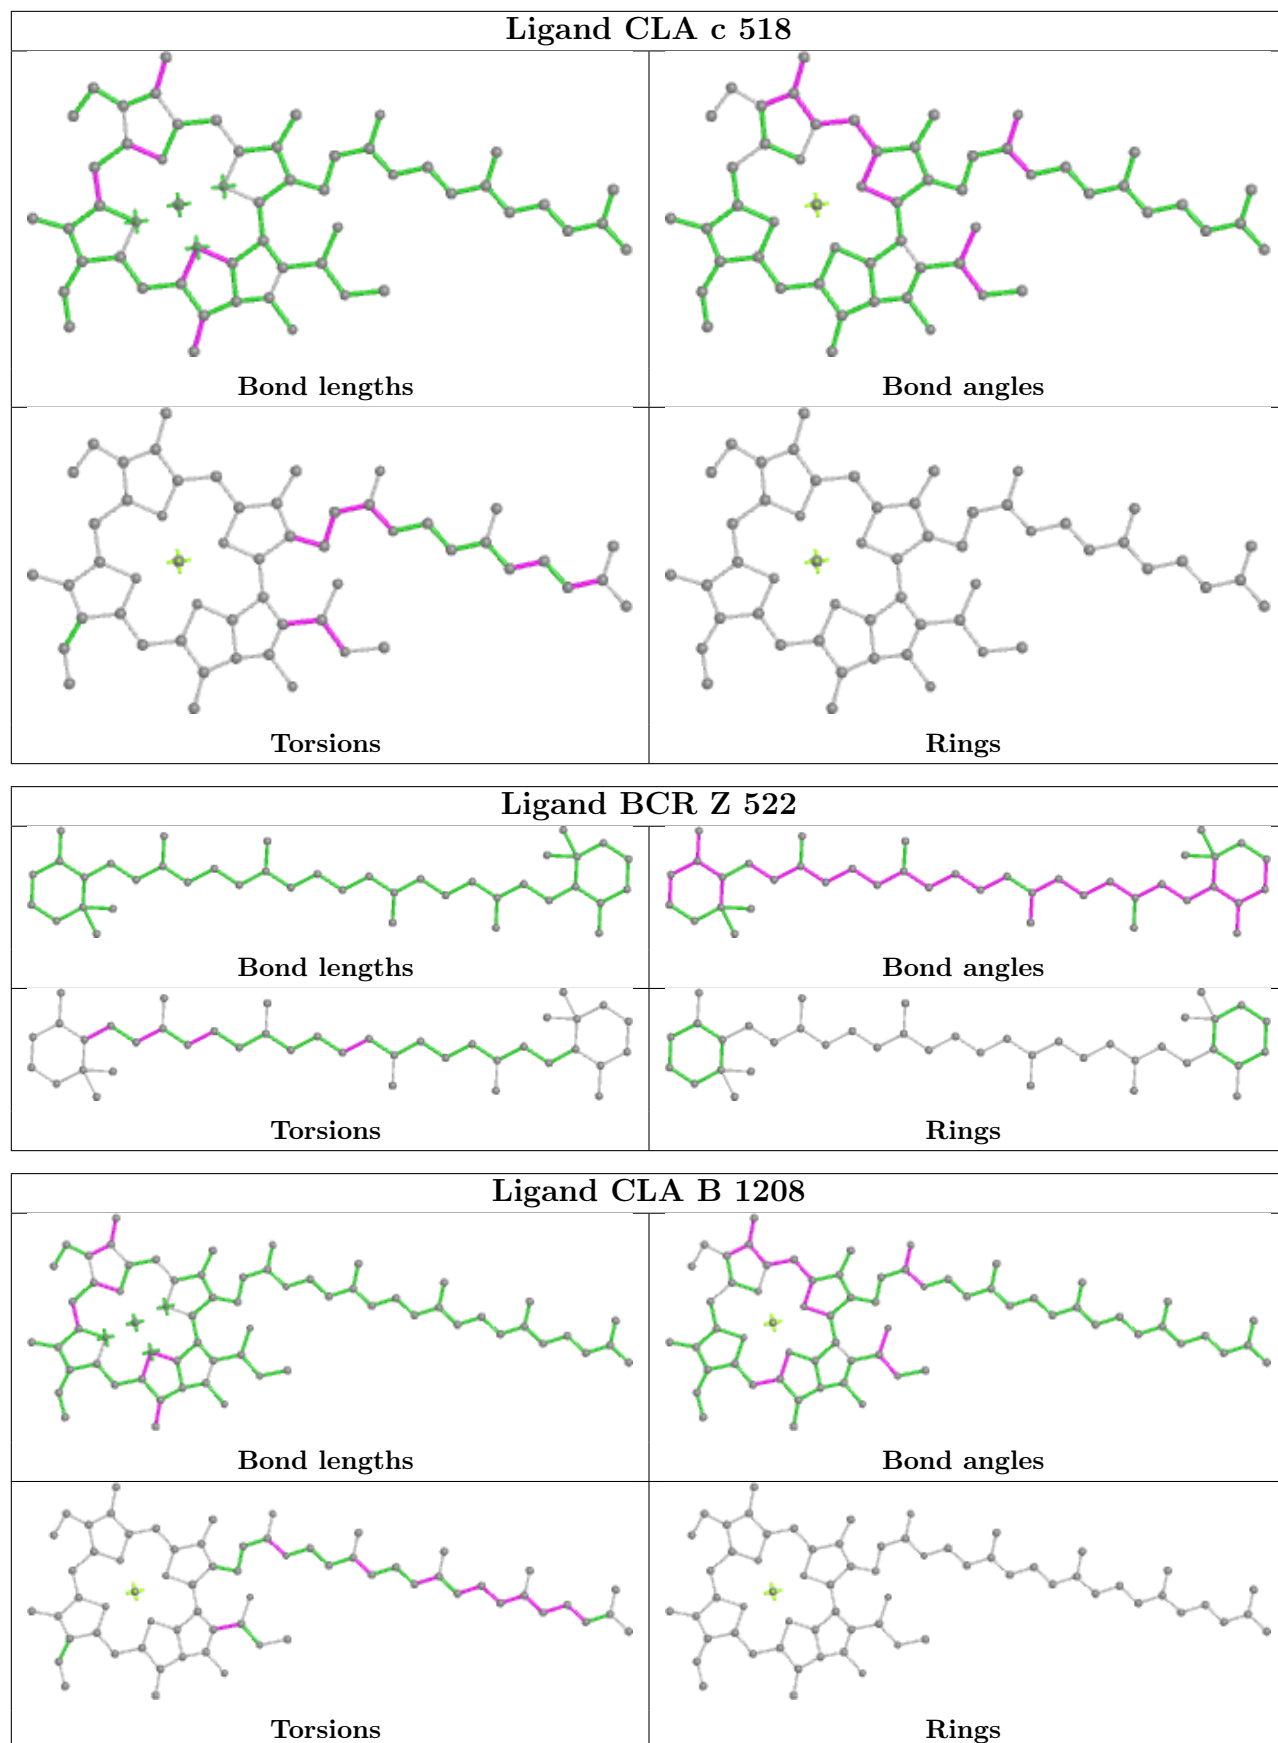 Ligand CLA c 518
Bond lengths
Bond angles
Torsions
Rings
Ligand BCR Z 522
Bond lengths
Bond angles
Torsions
Rings
Ligand CLA B 1208
Bond lengths
Bond angles
Torsions
Rings